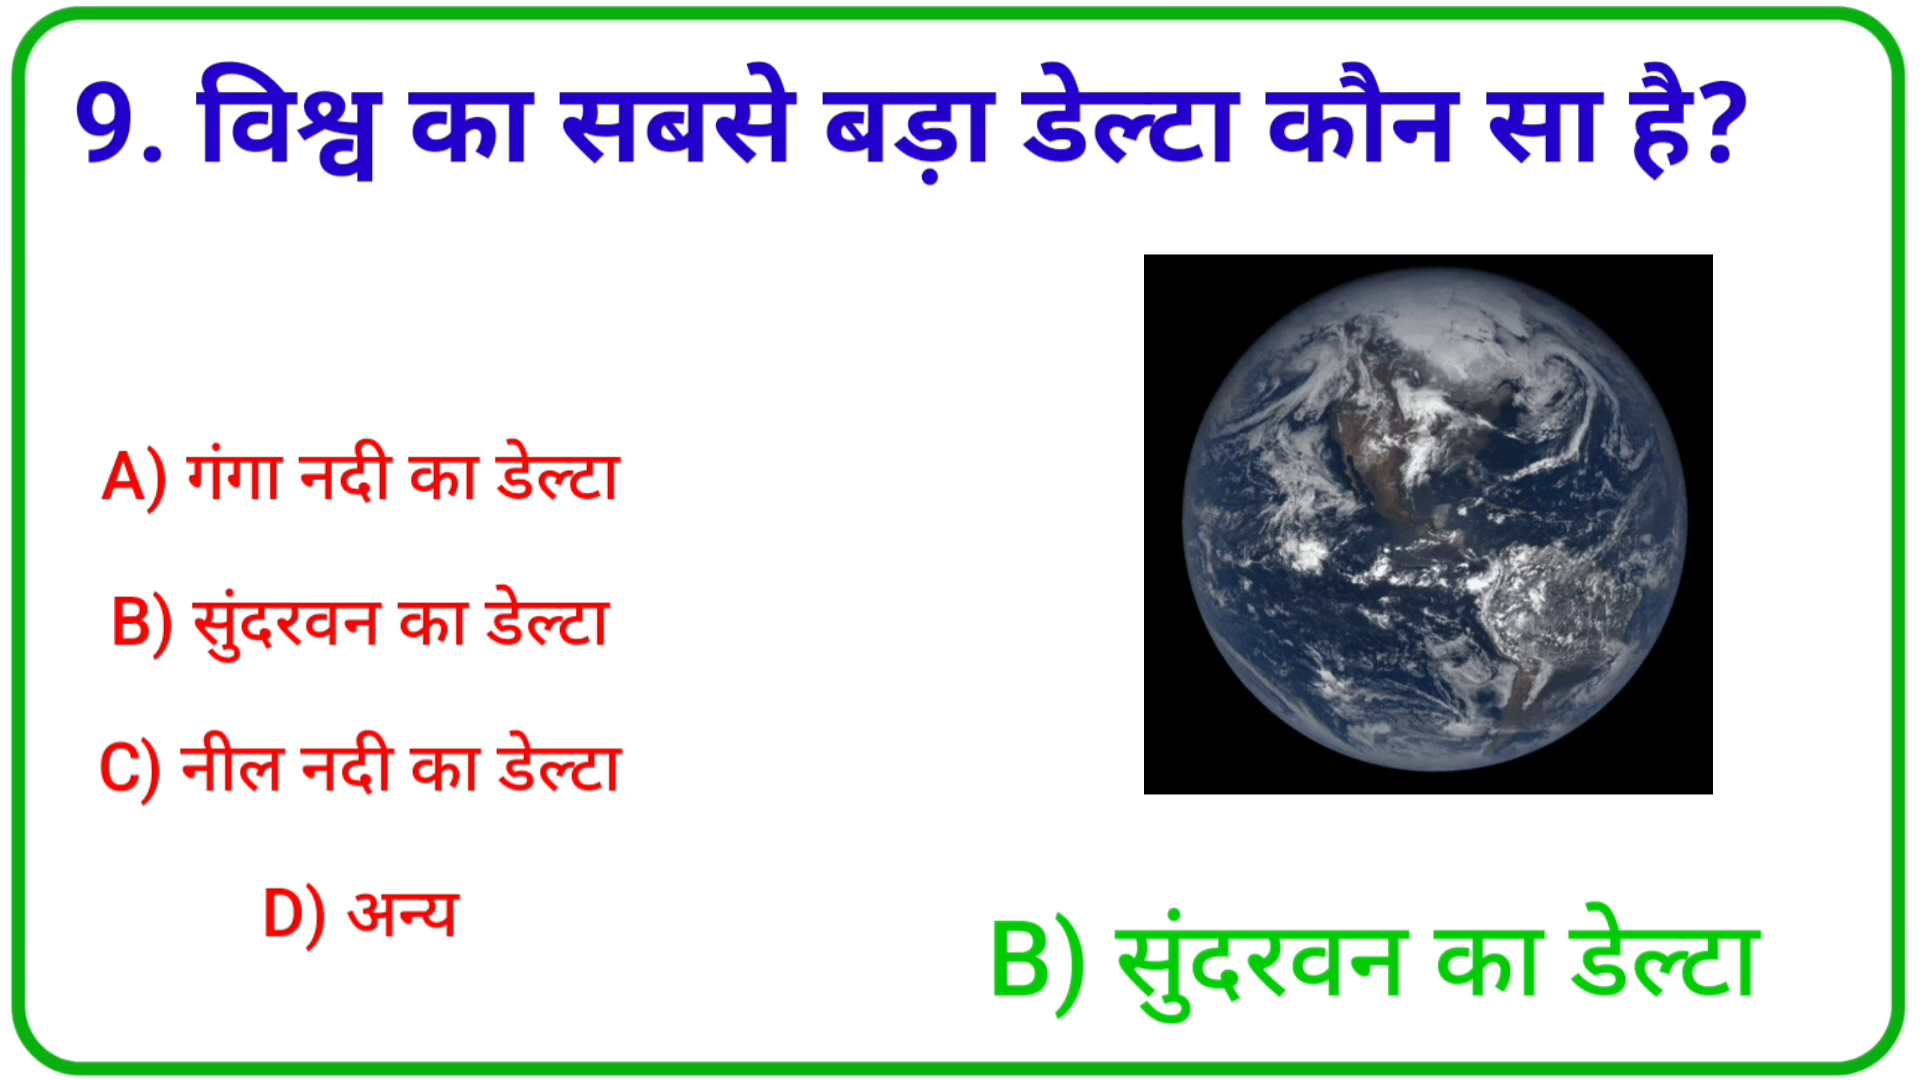 9. विश्व का सबसे बड़ा डेल्टा कौन सा है?
A) गंगा नदी का डेल्टा
B) सुंदरवन का डेल्टा
C) नील नदी का डेल्टा
D) अन्य
B) सुंदरवन का डेल्टा